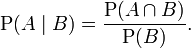 P(A | B) = P(A ∩ B) / P(B).